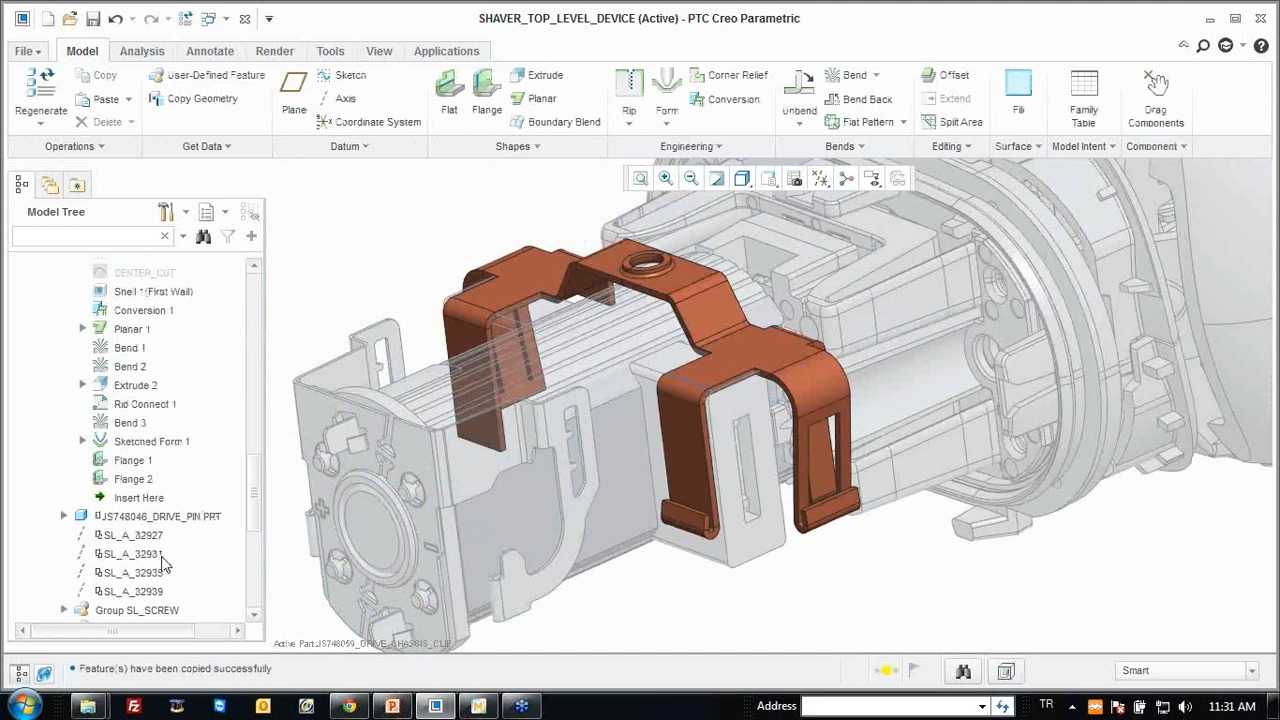 SHAVER_TOP_LEVEL_DEVICE (Active) - PTC Creo Parametric
File Model Analysis Annotate Render Tools View Applications
Regenerate Copy Paste Delete
User-Defined Feature
Copy Geometry
Plane Sketch Axis Coordinate System
Flat Flange Extrude Planar Boundary Blend
Rip Form Corner Relief Conversion
Unbend Bend Bend Back Flat Pattern
Offset Extend Split Area
Fill
Family Table
Drag Components
Operations Get Data Datum Shapes Engineering Bends Editing Surface Model Intent Component
Model Tree
CENTER_CUT
Shell 1(First Wall)
Conversion 1
Planar 1
Bend 1
Bend 2
Extrude 2
Rip Connect 1
Bend 3
Sketched Form 1
Flange 1
Flange 2
Insert Here
JS748046_DRIVE_PIN.PRT
SL_A_32927
SL_A_32931
SL_A_32935
SL_A_32939
Group SL_SCREW
Active Part:JS748059_DRIVE_CHASSIS_CLIP
Feature(s) have been copied successfully
Smart
Address
TR
11:31 AM